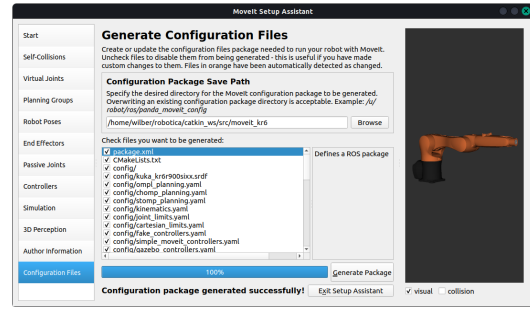 MoveIt Setup Assistant
Start
Self-Collisions
Virtual Joints
Planning Groups
Robot Poses
End Effectors
Passive Joints
Controllers
Simulation
3D Perception
Author Information
Configuration Files
Generate Configuration Files
Create or update the configuration files package needed to run your robot with MoveIt.
Uncheck files to disable them from being generated - this is useful if you have made
custom changes to them. Files in orange have been automatically detected as changed.
Configuration Package Save Path
Specify the desired directory for the MoveIt configuration package to be generated.
Overwriting an existing configuration package directory is acceptable. Example: /u/
robot/ros/panda_moveit_config
/home/wilber/robotica/catkin_ws/src/moveit_kr6
Browse
Check files you want to be generated:
package.xml
CMakeLists.txt
config/
config/kuka_kr6r900sixx.srdf
config/ompl_planning.yaml
config/chomp_planning.yaml
config/stomp_planning.yaml
config/kinematics.yaml
config/joint_limits.yaml
config/cartesian_limits.yaml
config/fake_controllers.yaml
config/simple_moveit_controllers.yaml
config/gazebo_controllers.yaml
Defines a ROS package
100%
Generate Package
Configuration package generated successfully!
Exit Setup Assistant
visual
collision